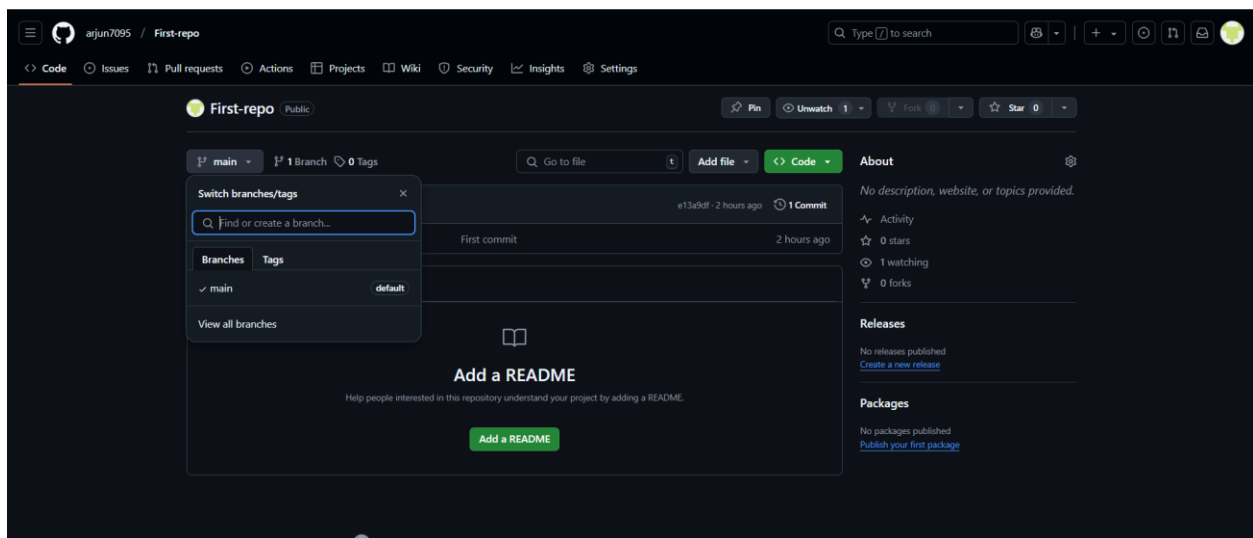 arjun7095 / First-repo
Type / to search
Code Issues Pull requests Actions Projects Wiki Security Insights Settings
First-repo Public
Pin Unwatch 1 Fork 0 Star 0
main 1 Branch 0 Tags
Go to file t Add file Code
Switch branches/tags
Find or create a branch...
Branches Tags
main default
View all branches
e13a9df · 2 hours ago 1 Commit
First commit 2 hours ago
Add a README
Help people interested in this repository understand your project by adding a README.
Add a README
About
No description, website, or topics provided.
Activity
0 stars
1 watching
0 forks
Releases
No releases published
Create a new release
Packages
No packages published
Publish your first package